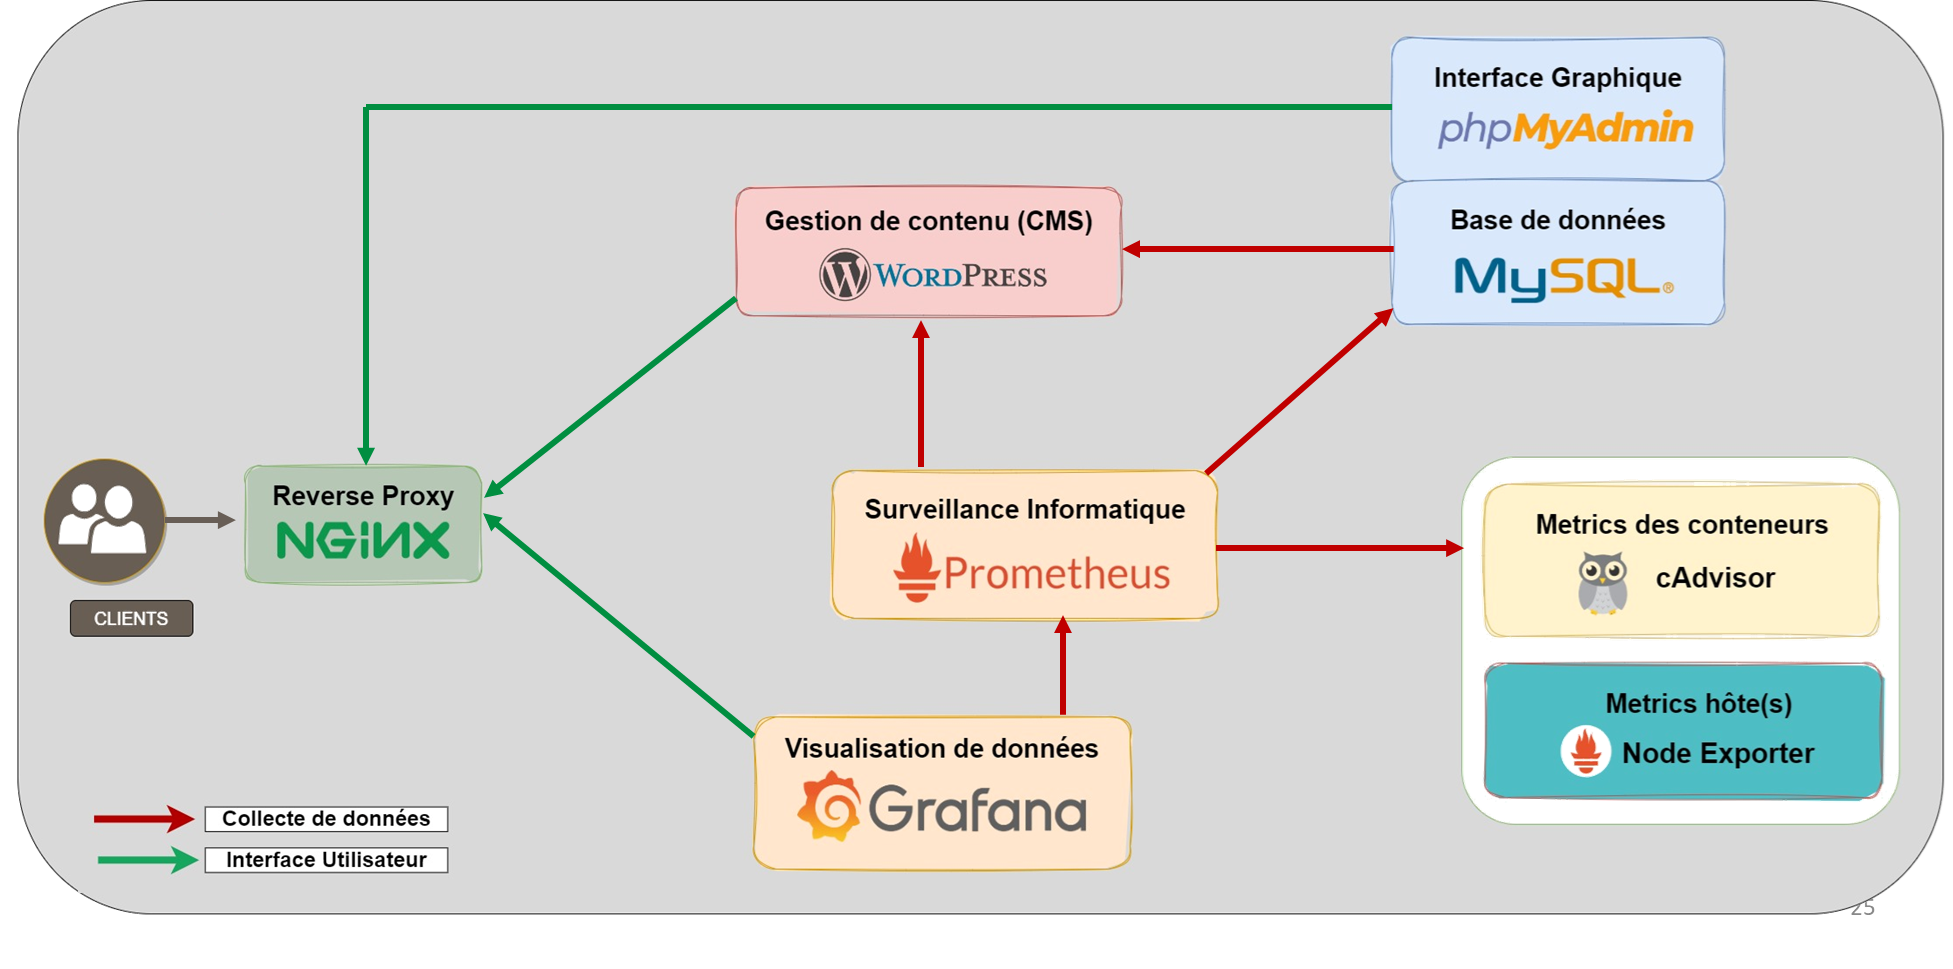 Interface Graphique
phpMyAdmin
Gestion de contenu (CMS)
WORDPRESS
Base de données
MySQL®
Reverse Proxy
NGiNX
CLIENTS
Surveillance Informatique
Prometheus
Metrics des conteneurs
cAdvisor
Metrics hôte(s)
Node Exporter
Visualisation de données
Grafana
Collecte de données
Interface Utilisateur
25